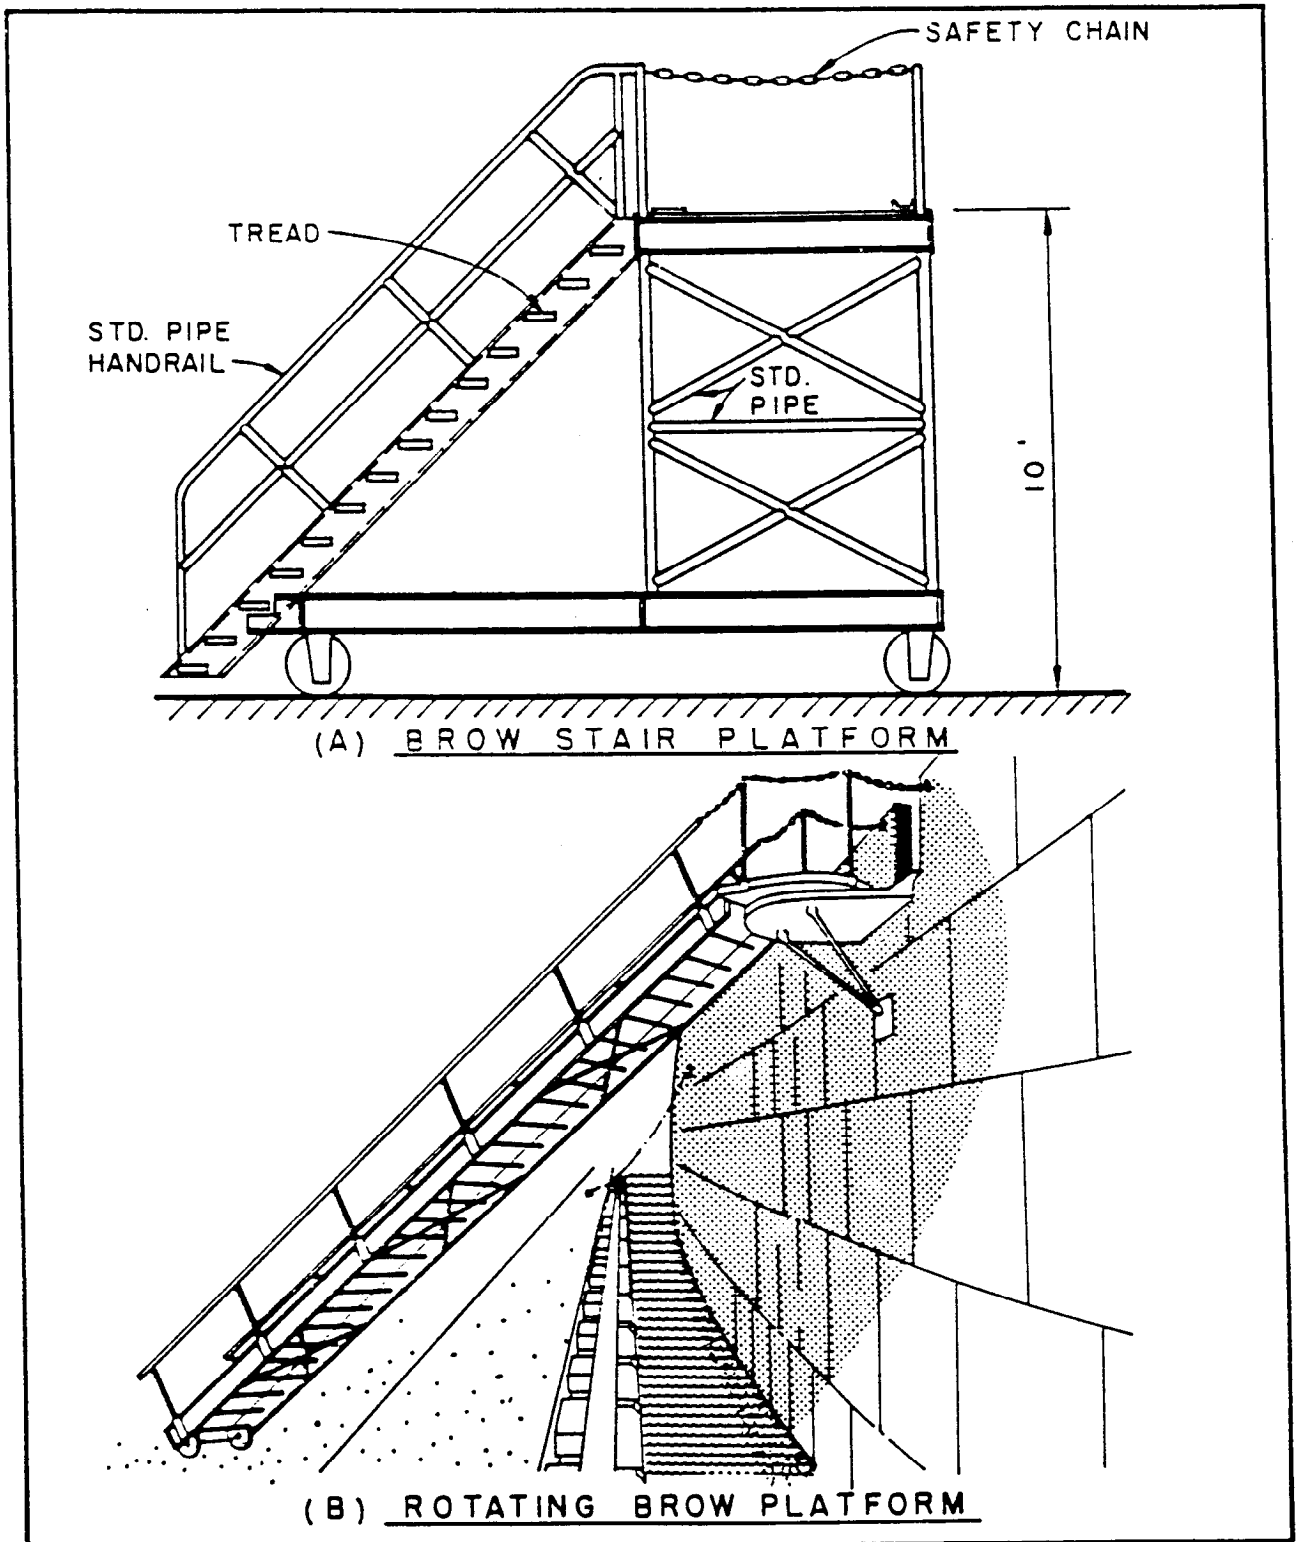 SAFETY CHAIN
TREAD
STD. PIPE
HANDRAIL
STD.
PIPE
10'
(A) BROW STAIR PLATFORM
(B) ROTATING BROW PLATFORM